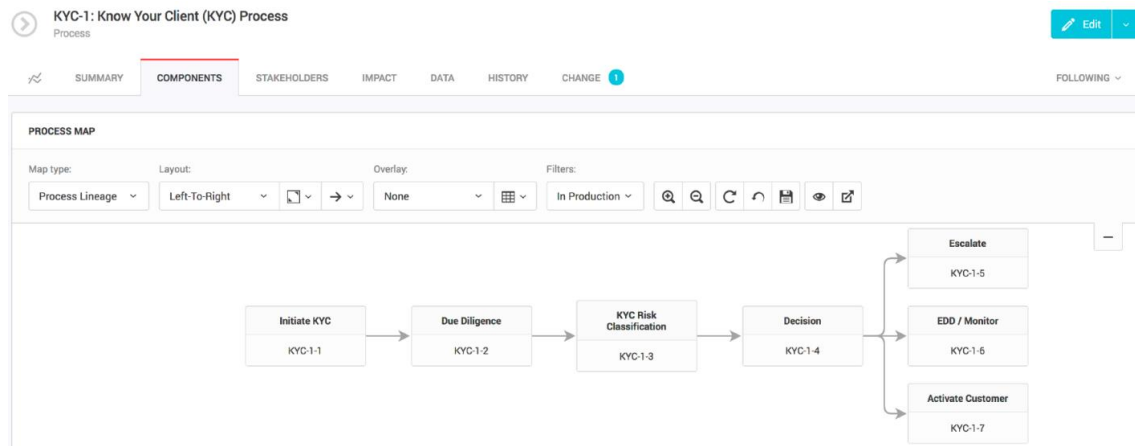 KYC-1: Know Your Client (KYC) Process
Process
Edit
SUMMARY COMPONENTS STAKEHOLDERS IMPACT DATA HISTORY CHANGE 1 FOLLOWING
PROCESS MAP
Map type: Layout: Overlay: Filters:
Process Lineage Left-To-Right None In Production
Escalate
KYC-1-5
Initiate KYC
KYC-1-1
Due Diligence
KYC-1-2
KYC Risk
Classification
KYC-1-3
Decision
KYC-1-4
EDD / Monitor
KYC-1-6
Activate Customer
KYC-1-7